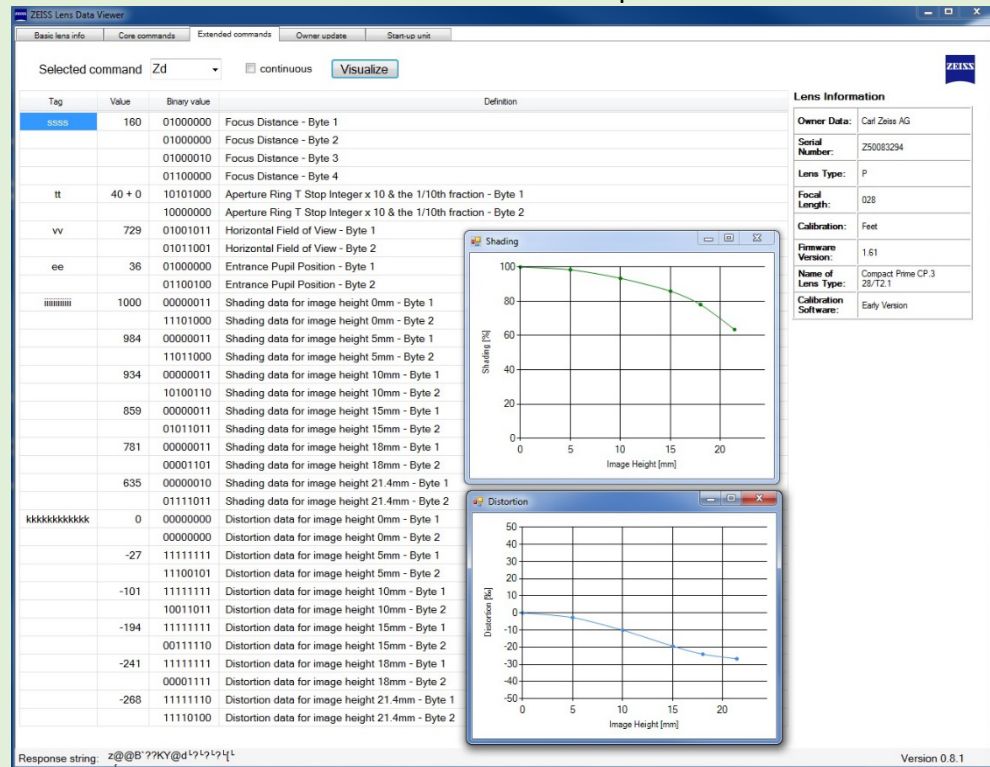 ZEISS Lens Data Viewer
Basic lens info Core commands Extended commands Owner update Start-up unit
Selected command Zd continuous Visualize
ZEISS
Tag Value Binary value Definition
ssss 160 01000000 Focus Distance - Byte 1
01000000 Focus Distance - Byte 2
01000010 Focus Distance - Byte 3
01100000 Focus Distance - Byte 4
tt 40 + 0 10101000 Aperture Ring T Stop Integer x 10 & the 1/10th fraction - Byte 1
10000000 Aperture Ring T Stop Integer x 10 & the 1/10th fraction - Byte 2
vv 729 01001011 Horizontal Field of View - Byte 1
01011001 Horizontal Field of View - Byte 2
ee 36 01000000 Entrance Pupil Position - Byte 1
01100100 Entrance Pupil Position - Byte 2
1000 00000011 Shading data for image height 0mm - Byte 1
11101000 Shading data for image height 0mm - Byte 2
984 00000011 Shading data for image height 5mm - Byte 1
11011000 Shading data for image height 5mm - Byte 2
934 00000011 Shading data for image height 10mm - Byte 1
10100110 Shading data for image height 10mm - Byte 2
859 00000011 Shading data for image height 15mm - Byte 1
01011011 Shading data for image height 15mm - Byte 2
781 00000011 Shading data for image height 18mm - Byte 1
00001101 Shading data for image height 18mm - Byte 2
635 00000010 Shading data for image height 21.4mm - Byte 1
01111011 Shading data for image height 21.4mm - Byte 2
kkkkkkkkkkkk 0 00000000 Distortion data for image height 0mm - Byte 1
00000000 Distortion data for image height 0mm - Byte 2
-27 11111111 Distortion data for image height 5mm - Byte 1
11100101 Distortion data for image height 5mm - Byte 2
-101 11111111 Distortion data for image height 10mm - Byte 1
10011011 Distortion data for image height 10mm - Byte 2
-194 11111111 Distortion data for image height 15mm - Byte 1
00111110 Distortion data for image height 15mm - Byte 2
-241 11111111 Distortion data for image height 18mm - Byte 1
00001111 Distortion data for image height 18mm - Byte 2
-268 11111110 Distortion data for image height 21.4mm - Byte 1
11110100 Distortion data for image height 21.4mm - Byte 2
Lens Information
Owner Data: Carl Zeiss AG
Serial
Number: Z50083294
Lens Type: P
Focal
Length: 028
Calibration: Feet
Firmware
Version: 1.61
Name of
Lens Type: Compact Prime CP.3
28/T2.1
Calibration
Software: Early Version
Shading
100
80
60
40
20
0
Shading [%]
0 5 10 15 20
Image Height [mm]
Distortion
50
40
30
20
10
0
-10
-20
-30
-40
-50
Distortion [‰]
0 5 10 15 20
Image Height [mm]
Response string:
Version 0.8.1